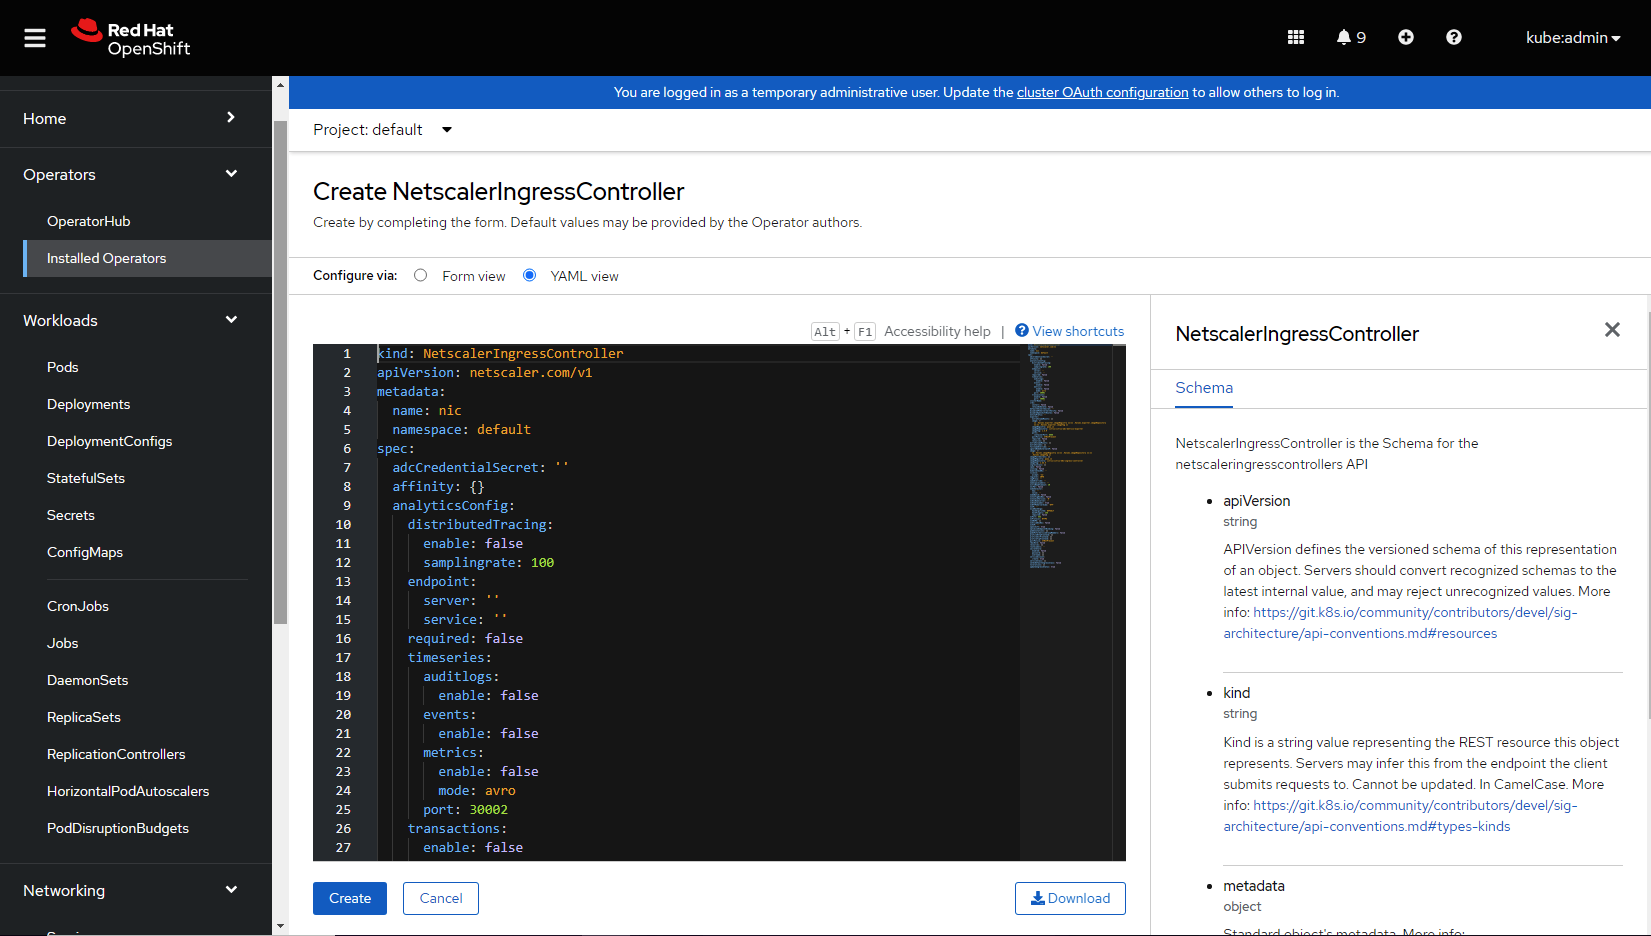 Red Hat
OpenShift
9
kube:admin
Home
Operators
OperatorHub
Installed Operators
Workloads
Pods
Deployments
DeploymentConfigs
StatefulSets
Secrets
ConfigMaps
CronJobs
Jobs
DaemonSets
ReplicaSets
ReplicationControllers
HorizontalPodAutoscalers
PodDisruptionBudgets
Networking
You are logged in as a temporary administrative user. Update the cluster OAuth configuration to allow others to log in.
Project: default
Create NetscalerIngressController
Create by completing the form. Default values may be provided by the Operator authors.
Configure via: Form view YAML view
Alt + F1 Accessibility help | View shortcuts
1 kind: NetscalerIngressController
2 apiVersion: netscaler.com/v1
3 metadata:
4 name: nic
5 namespace: default
6 spec:
7 adcCredentialSecret: ''
8 affinity: {}
9 analyticsConfig:
10 distributedTracing:
11 enable: false
12 samplingrate: 100
13 endpoint:
14 server: ''
15 service: ''
16 required: false
17 timeseries:
18 auditlogs:
19 enable: false
20 events:
21 enable: false
22 metrics:
23 enable: false
24 mode: avro
25 port: 30002
26 transactions:
27 enable: false
Create
Cancel
Download
NetscalerIngressController
Schema
NetscalerIngressController is the Schema for the
netscaleringresscontrollers API
• apiVersion
string
APIVersion defines the versioned schema of this representation
of an object. Servers should convert recognized schemas to the
latest internal value, and may reject unrecognized values. More
info: https://git.k8s.io/community/contributors/devel/sig-
architecture/api-conventions.md#resources
• kind
string
Kind is a string value representing the REST resource this object
represents. Servers may infer this from the endpoint the client
submits requests to. Cannot be updated. In CamelCase. More
info: https://git.k8s.io/community/contributors/devel/sig-
architecture/api-conventions.md#types-kinds
• metadata
object
Standard object's metadata. More info: